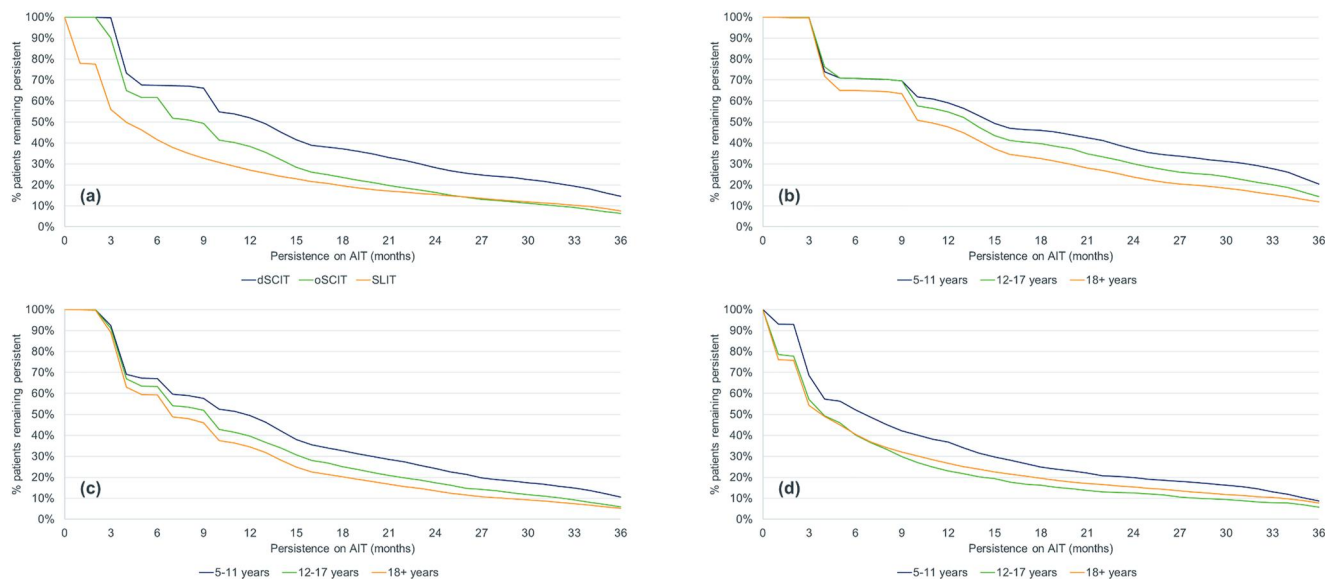 % patients remaining persistent
100%
90%
80%
70%
60%
50%
40%
30%
20%
10%
0%
(a)
0 3 6 9 12 15 18 21 24 27 30 33 36
Persistence on AIT (months)
dSCIT oSCIT SLIT
% patients remaining persistent
100%
90%
80%
70%
60%
50%
40%
30%
20%
10%
0%
(b)
0 3 6 9 12 15 18 21 24 27 30 33 36
Persistence on AIT (months)
5-11 years 12-17 years 18+ years
% patients remaining persistent
100%
90%
80%
70%
60%
50%
40%
30%
20%
10%
0%
(c)
0 3 6 9 12 15 18 21 24 27 30 33 36
Persistence on AIT (months)
5-11 years 12-17 years 18+ years
% patients remaining persistent
100%
90%
80%
70%
60%
50%
40%
30%
20%
10%
0%
(d)
0 3 6 9 12 15 18 21 24 27 30 33 36
Persistence on AIT (months)
5-11 years 12-17 years 18+ years